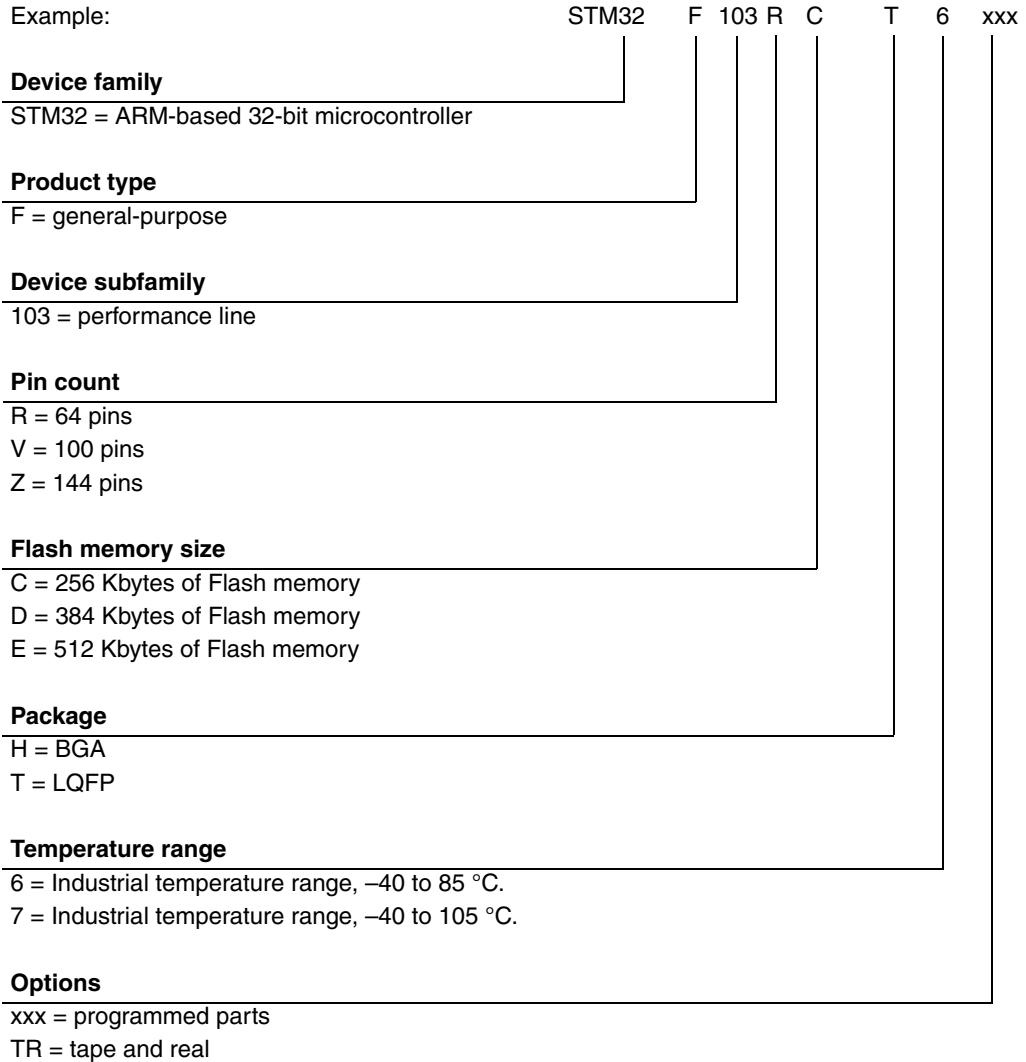 Example: STM32 F 103 R C T 6 xxx
Device family
STM32 = ARM-based 32-bit microcontroller
Product type
F = general-purpose
Device subfamily
103 = performance line
Pin count
R = 64 pins
V = 100 pins
Z = 144 pins
Flash memory size
C = 256 Kbytes of Flash memory
D = 384 Kbytes of Flash memory
E = 512 Kbytes of Flash memory
Package
H = BGA
T = LQFP
Temperature range
6 = Industrial temperature range, –40 to 85 °C.
7 = Industrial temperature range, –40 to 105 °C.
Options
xxx = programmed parts
TR = tape and real